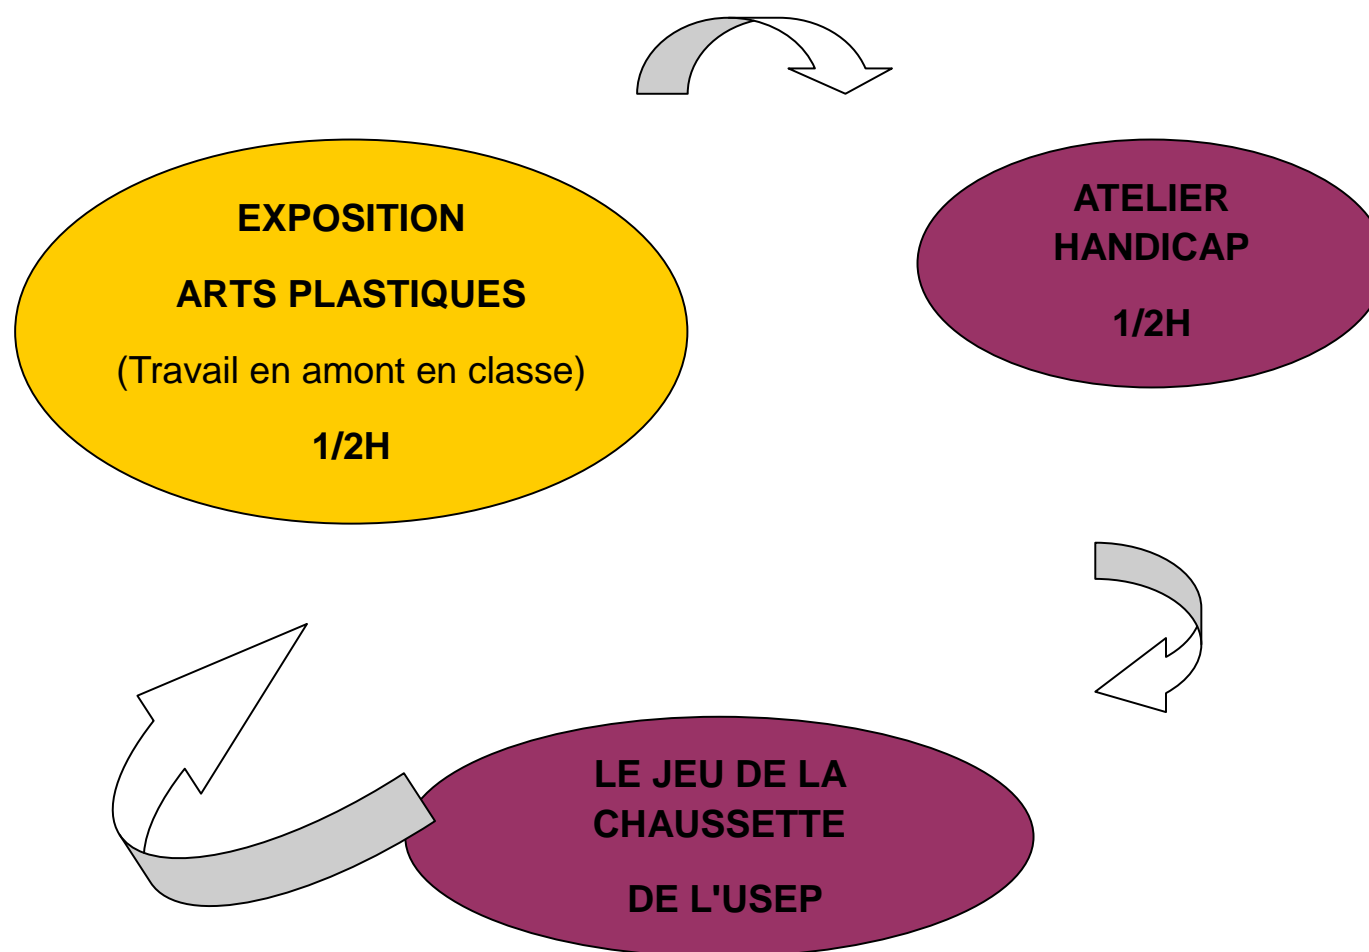 EXPOSITION
ARTS PLASTIQUES
(Travail en amont en classe)
1/2H
ATELIER
HANDICAP
1/2H
LE JEU DE LA
CHAUSSETTE
DE L'USEP